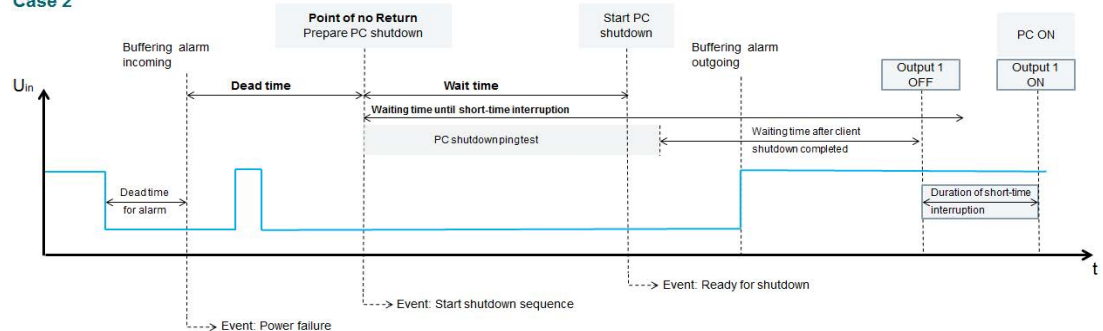 Case 2
Point of no Return
Prepare PC shutdown
Start PC
shutdown
PC ON
Buffering alarm
incoming
Buffering alarm
outgoing
Output 1
OFF
Output 1
ON
Uin
Dead time
Wait time
Waiting time until short-time interruption
PC shutdown pingtest
Waiting time after client
shutdown completed
Dead time
for alarm
Duration of short-time
interruption
t
Event: Ready for shutdown
Event: Start shutdown sequence
Event: Power failure